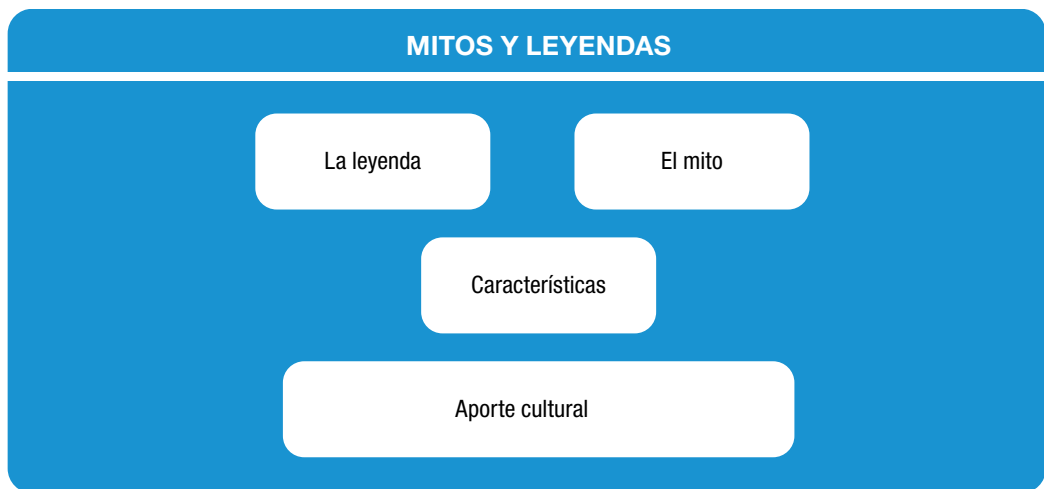 MITOS Y LEYENDAS
La leyenda
El mito
Características
Aporte cultural